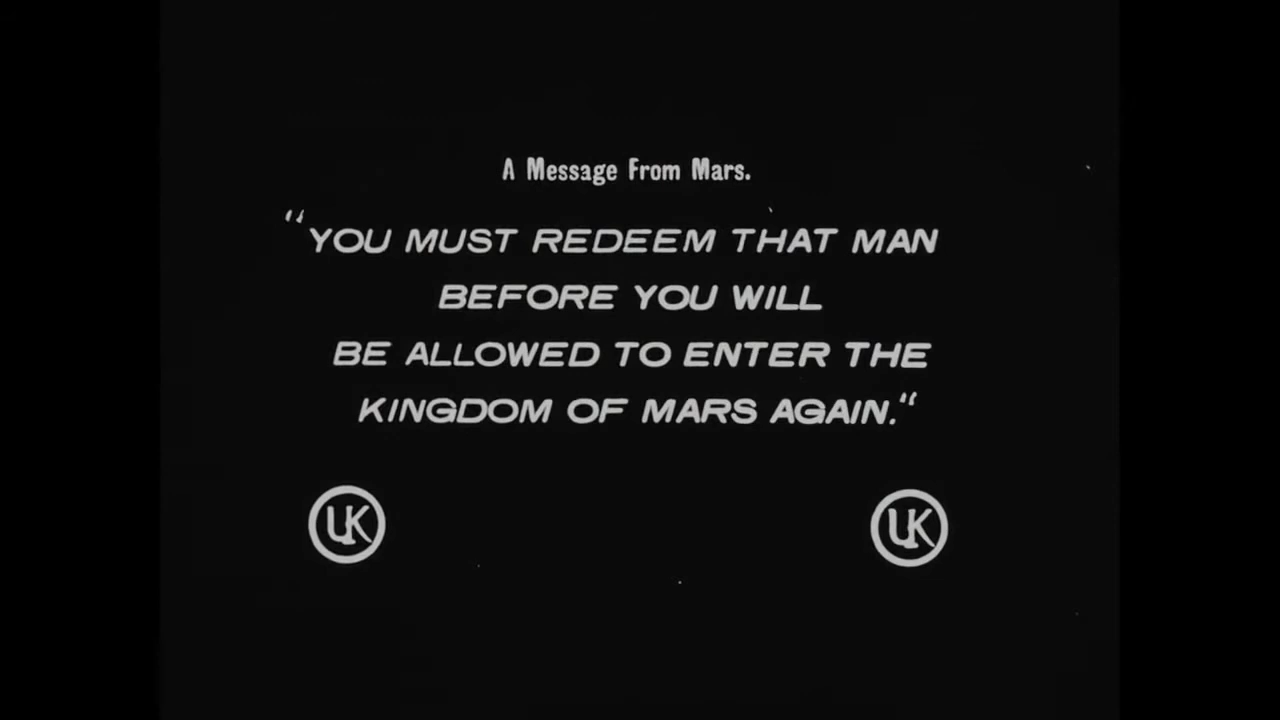 A Message From Mars.
"YOU MUST REDEEM THAT MAN
BEFORE YOU WILL
BE ALLOWED TO ENTER THE
KINGDOM OF MARS AGAIN."
UK UK